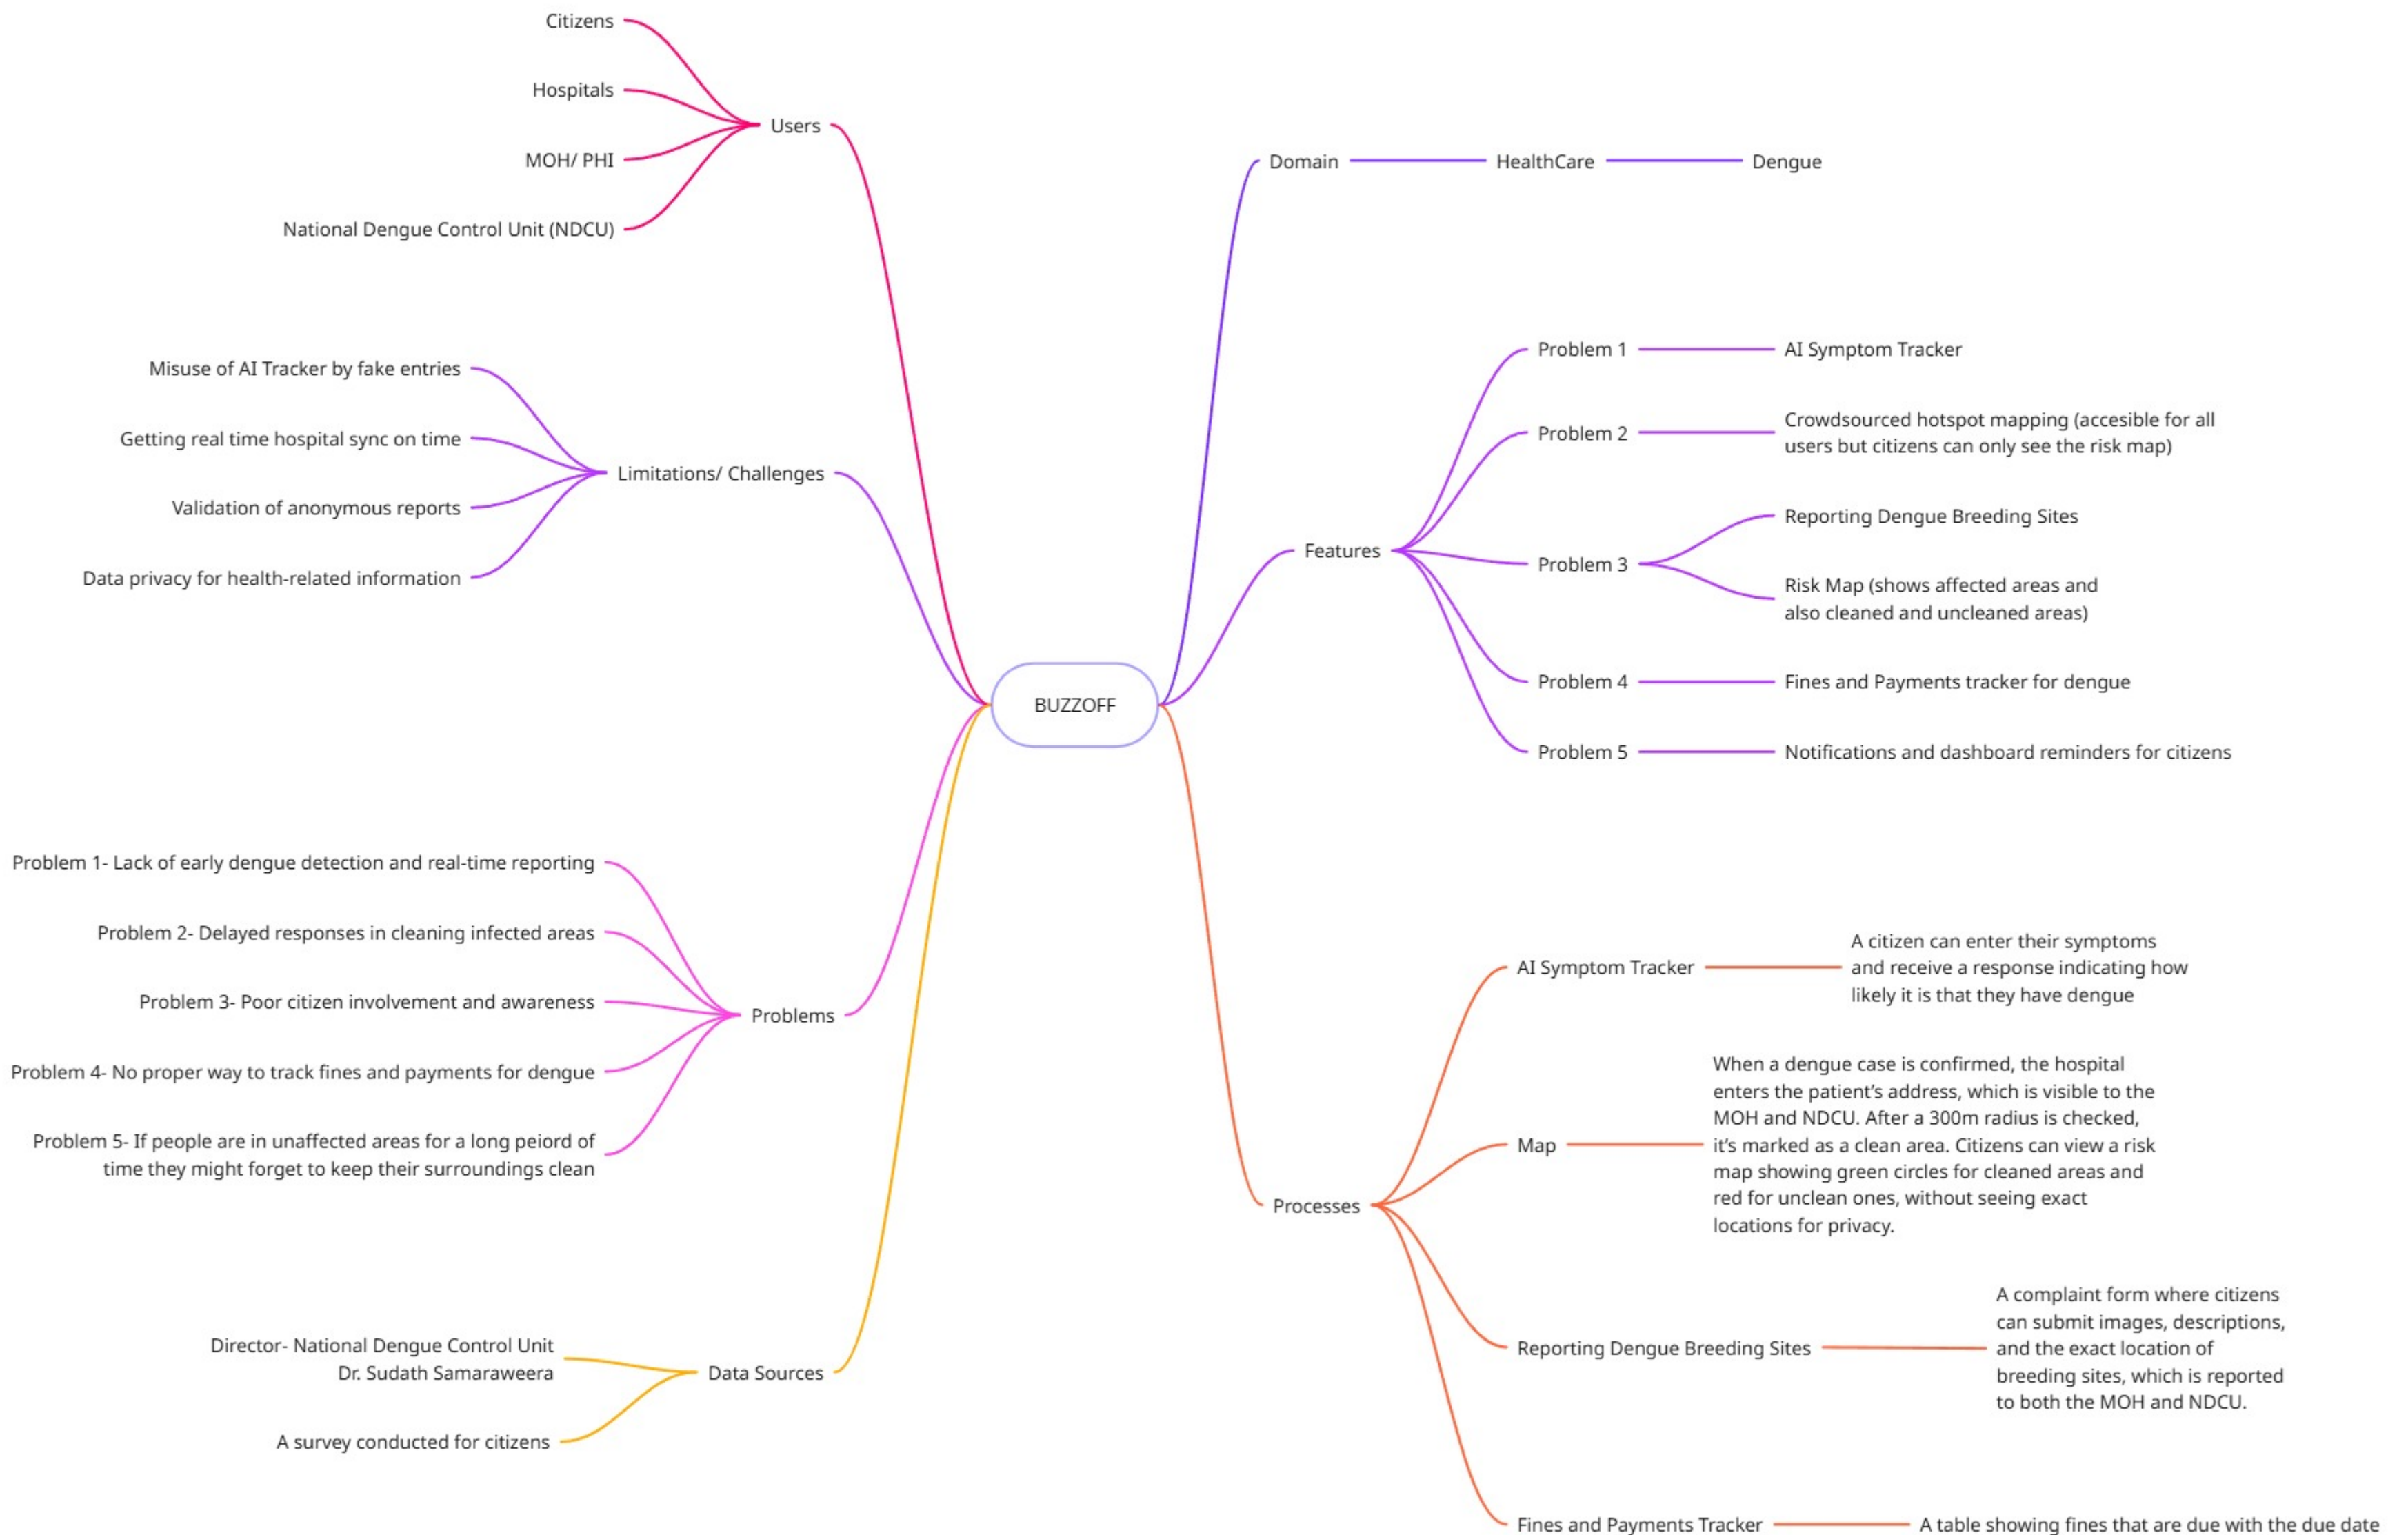 Citizens
Hospitals
MOH/ PHI
National Dengue Control Unit (NDCU)
Users
Misuse of AI Tracker by fake entries
Getting real time hospital sync on time
Validation of anonymous reports
Data privacy for health-related information
Limitations/ Challenges
Problem 1- Lack of early dengue detection and real-time reporting
Problem 2- Delayed responses in cleaning infected areas
Problem 3- Poor citizen involvement and awareness
Problem 4- No proper way to track fines and payments for dengue
Problem 5- If people are in unaffected areas for a long peiord of
time they might forget to keep their surroundings clean
Problems
Director- National Dengue Control Unit
Dr. Sudath Samaraweera
A survey conducted for citizens
Data Sources
BUZZOFF
Domain
HealthCare
Dengue
Features
Problem 1
AI Symptom Tracker
Problem 2
Crowdsourced hotspot mapping (accesible for all
users but citizens can only see the risk map)
Problem 3
Reporting Dengue Breeding Sites
Risk Map (shows affected areas and
also cleaned and uncleaned areas)
Problem 4
Fines and Payments tracker for dengue
Problem 5
Notifications and dashboard reminders for citizens
Processes
AI Symptom Tracker
A citizen can enter their symptoms
and receive a response indicating how
likely it is that they have dengue
Map
When a dengue case is confirmed, the hospital
enters the patient’s address, which is visible to the
MOH and NDCU. After a 300m radius is checked,
it’s marked as a clean area. Citizens can view a risk
map showing green circles for cleaned areas and
red for unclean ones, without seeing exact
locations for privacy.
Reporting Dengue Breeding Sites
A complaint form where citizens
can submit images, descriptions,
and the exact location of
breeding sites, which is reported
to both the MOH and NDCU.
Fines and Payments Tracker
A table showing fines that are due with the due date